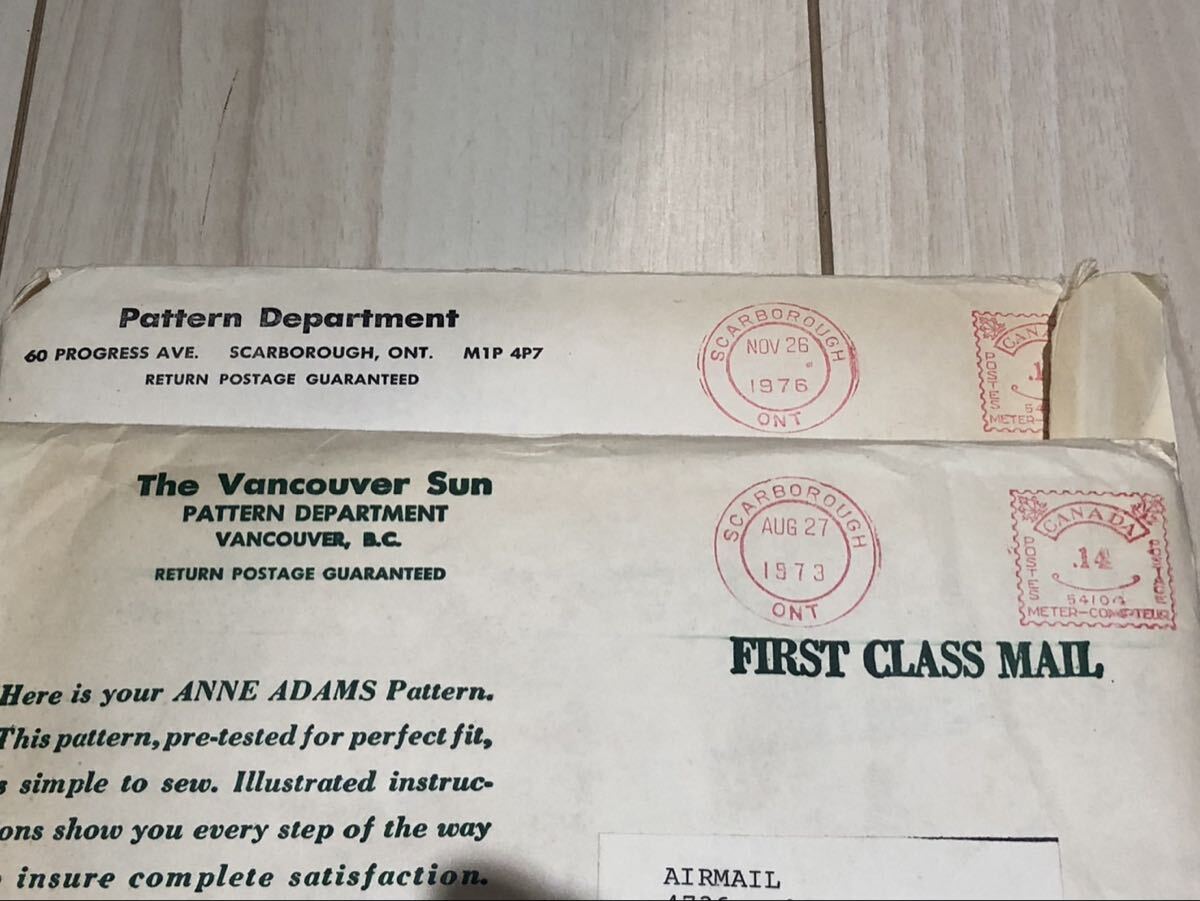 Pattern Department
60 PROGRESS AVE. SCARBOROUGH, ONT. M1P 4P7
RETURN POSTAGE GUARANTEED
SCARBOROUGH
NOV 26
1976
ONT
POSTES
METER-
The Vancouver Sun
PATTERN DEPARTMENT
VANCOUVER, B.C.
RETURN POSTAGE GUARANTEED
SCARBOROUGH
AUG 27
1973
ONT
CANADA
.14
POSTES
POSTAGE
METER-COMPTEUR
FIRST CLASS MAIL
Here is your ANNE ADAMS Pattern.
This pattern, pre-tested for perfect fit,
simple to sew. Illustrated instruc-
ons show you every step of the way
insure complete satisfaction.
AIRMAIL